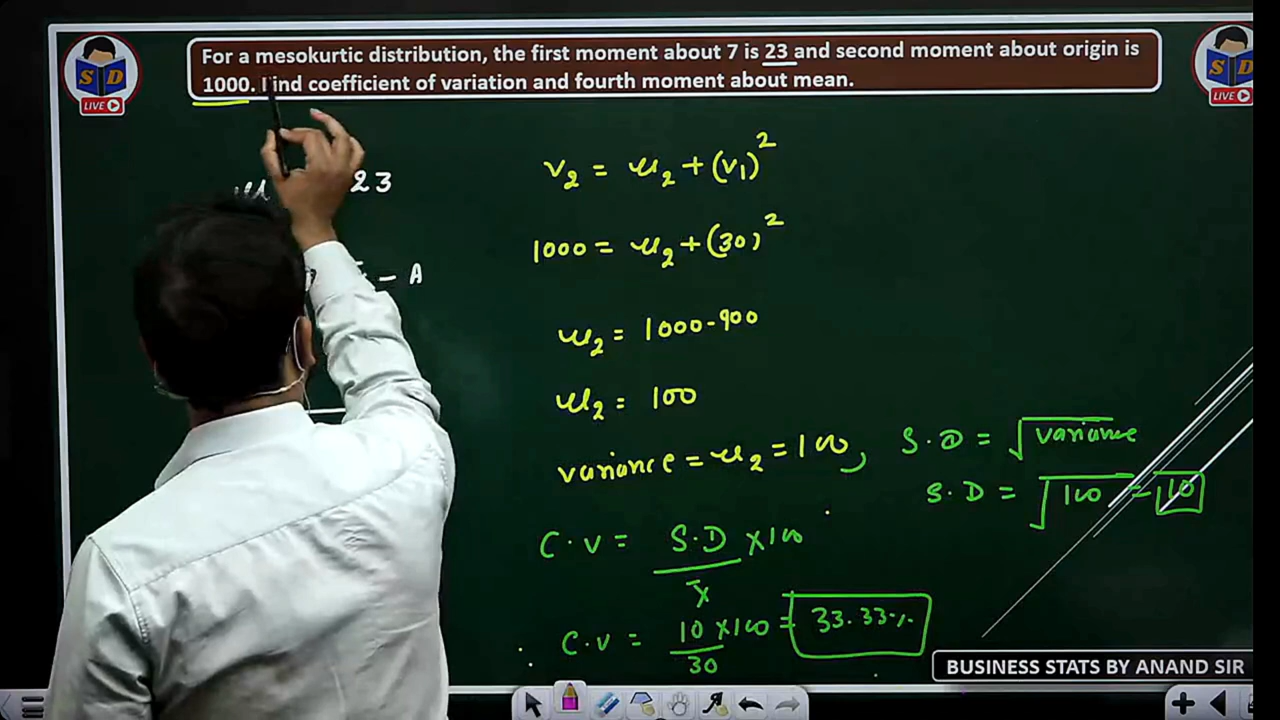 For a mesokurtic distribution, the first moment about 7 is 23 and second moment about origin is
1000. Find coefficient of variation and fourth moment about mean.
S D
LIVE
S D
LIVE
23
- A
v₂ = μ₂ + (v₁)²
1000 = μ₂ + (30)²
μ₂ = 1000-900
μ₂ = 100
variance = μ₂ = 100,
S.D = √variance
S.D = √100 = 10
C.V = S.D/x̄ ×100
C.V = 10/30 ×100 = 33.33%
BUSINESS STATS BY ANAND SIR